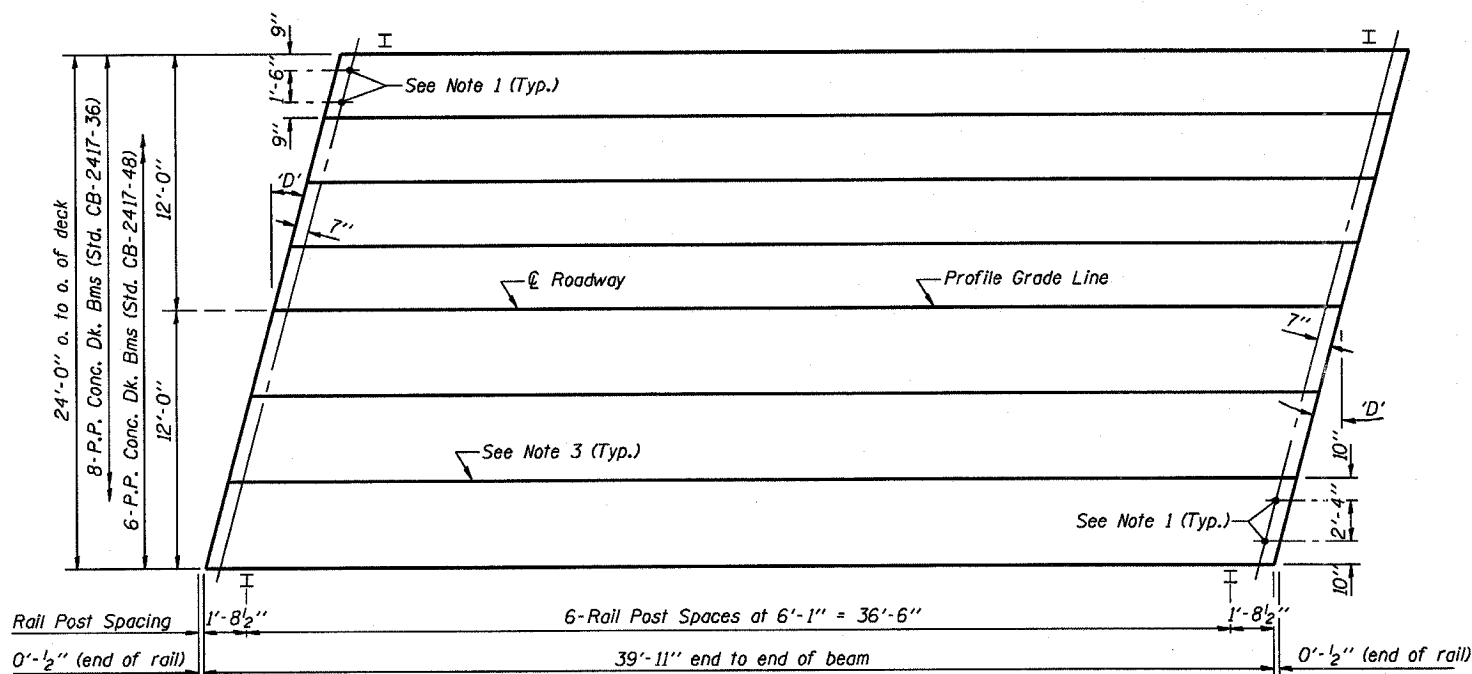 9"
1'-6"
9"
See Note 1 (Typ.)
24'-0" o. to o. of deck
8-P.P. Conc. Dk. Bms (Std. CB-2417-36)
6-P.P. Conc. Dk. Bms (Std. CB-2417-48)
12'-0"
12'-0"
'D'
7"
℄ Roadway
Profile Grade Line
7"
'D'
See Note 3 (Typ.)
See Note 1 (Typ.)
10"
2'-4"
10"
Rail Post Spacing
1'-8½"
6-Rail Post Spaces at 6'-1" = 36'-6"
1'-8½"
0'-½" (end of rail)
39'-11" end to end of beam
0'-½" (end of rail)